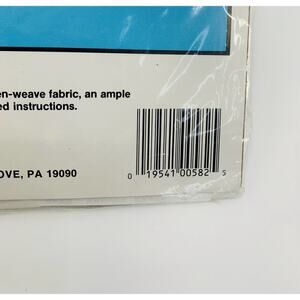 en-weave fabric, an ample
ed instructions.
OVE, PA 19090
0 19541 00582 5